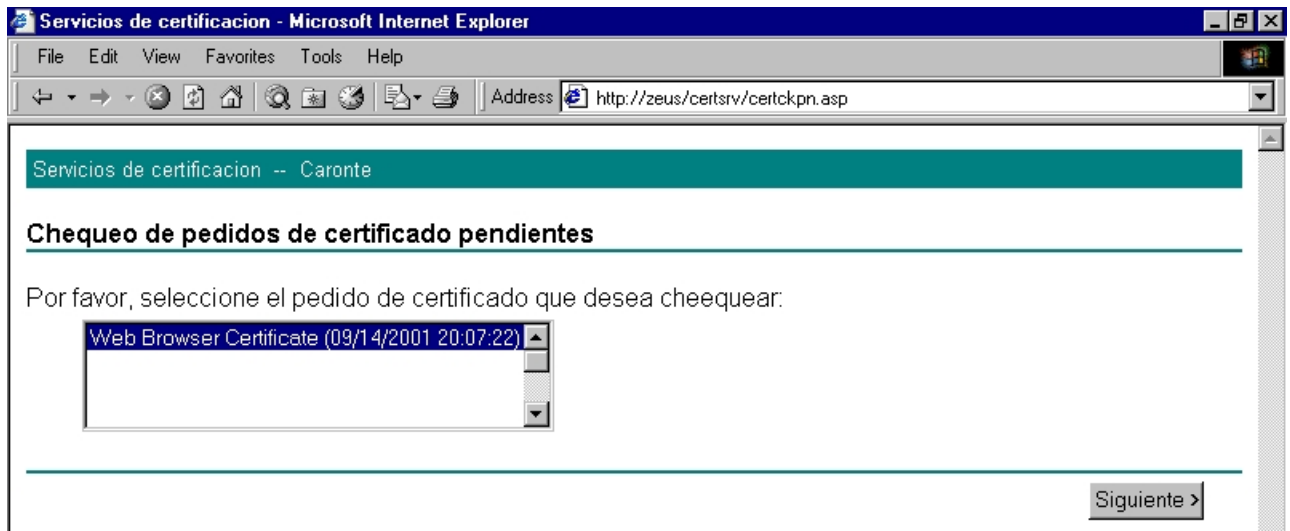 Servicios de certificacion - Microsoft Internet Explorer
File Edit View Favorites Tools Help
Address http://zeus/certsrv/certckpn.asp
Servicios de certificacion -- Caronte
Chequeo de pedidos de certificado pendientes
Por favor, seleccione el pedido de certificado que desea cheequear:
Web Browser Certificate (09/14/2001 20:07:22)
Siguiente >